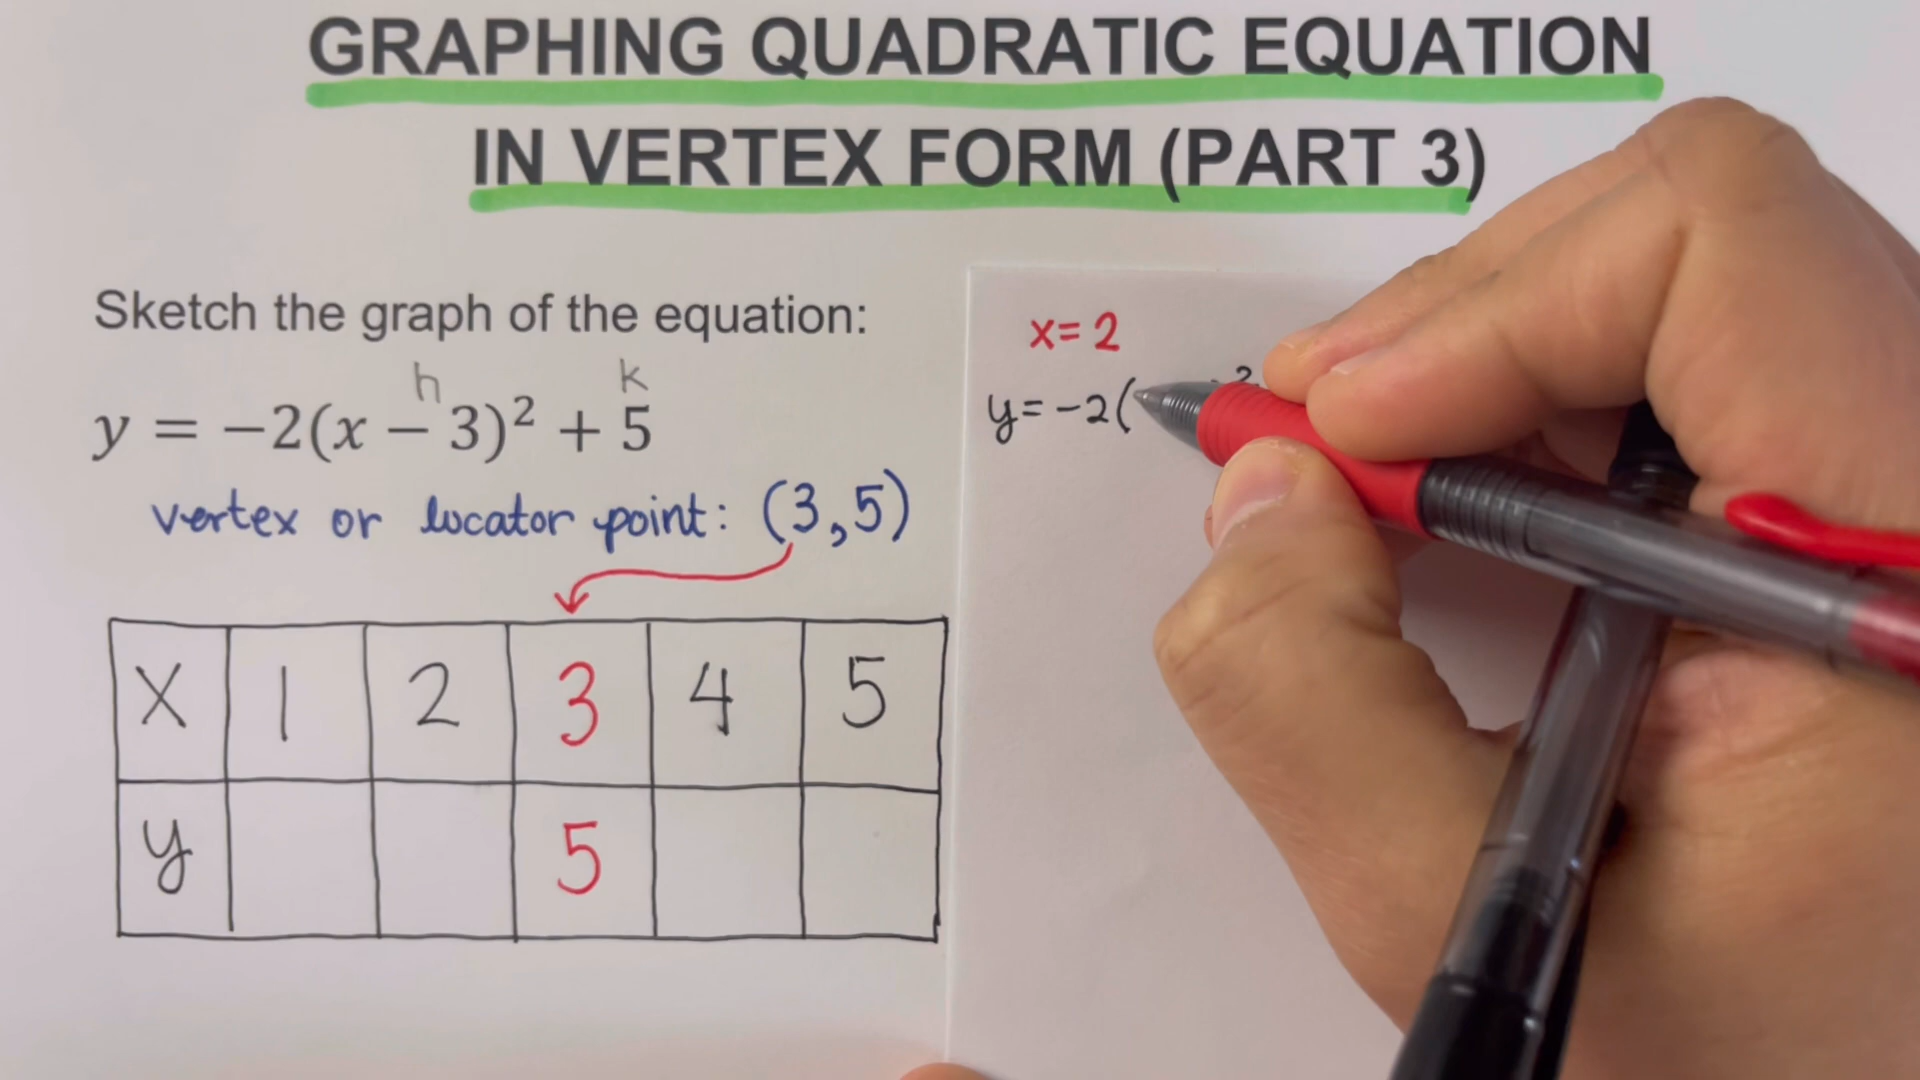 GRAPHING QUADRATIC EQUATION
IN VERTEX FORM (PART 3)
Sketch the graph of the equation:
h k
y = −2(x − 3)² + 5
vertex or locator point: (3,5)
x 1 2 3 4 5
y 5
x=2
y=-2( ²